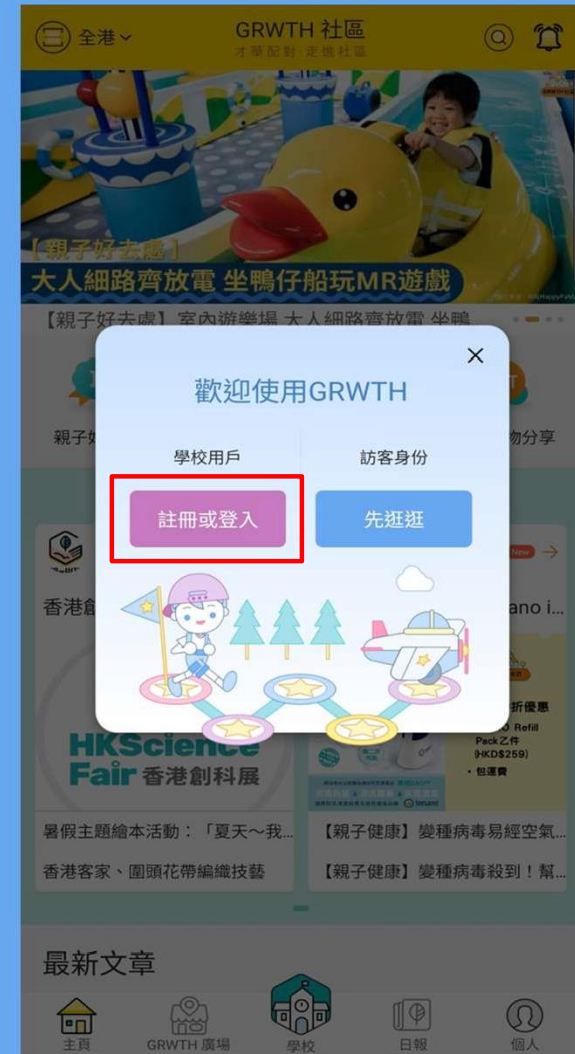 全港
GRWTH 社區
才華配對·走進社區
【親子好去處】
大人細路齊放電 坐鴨仔船玩MR遊戲
【親子好去處】室內遊樂場 大人細路齊放電 坐鴨
歡迎使用GRWTH
親子
物分享
學校用戶
訪客身份
註冊或登入
先逛逛
New
香港創
ano i...
折優惠
Refill
Pack乙件
(HKD$259)
・包運費
HKScience
Fair 香港創科展
暑假主題繪本活動：「夏天～我...
【親子健康】變種病毒易經空氣...
香港客家、圍頭花帶編織技藝
【親子健康】變種病毒殺到！幫...
最新文章
主頁
GRWTH 廣場
學校
日報
個人